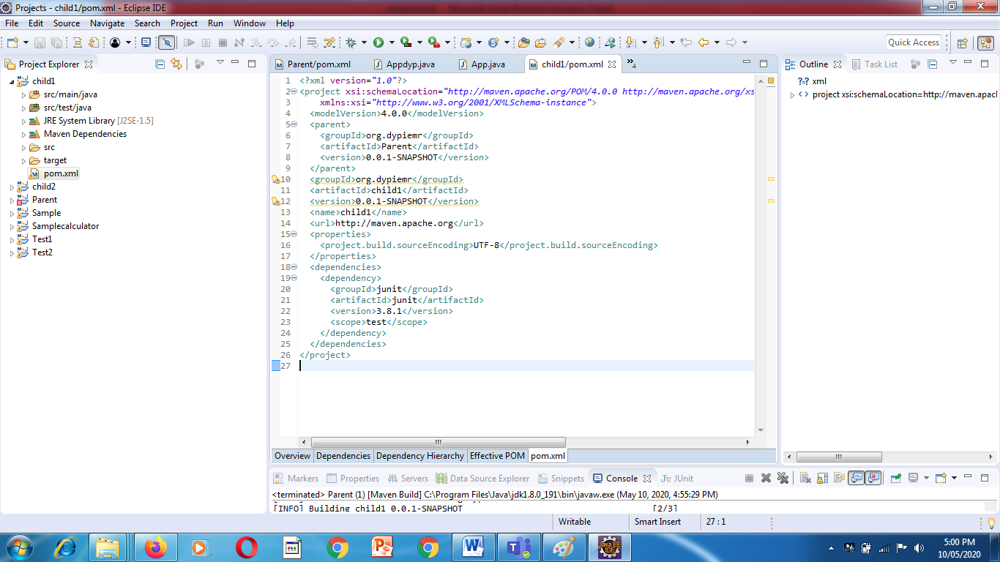 Projects - child1/pom.xml - Eclipse IDE
File Edit Source Navigate Search Project Run Window Help
Quick Access
Project Explorer
child1
src/main/java
src/test/java
JRE System Library [J2SE-1.5]
Maven Dependencies
src
target
pom.xml
child2
Parent
Sample
Samplecalculator
Test1
Test2
Parent/pom.xml Appdyp.java App.java child1/pom.xml »4
1 <?xml version="1.0"?>
2 <project xsi:schemaLocation="http://maven.apache.org/POM/4.0.0 http://maven.apache.org/xs
3 xmlns:xsi="http://www.w3.org/2001/XMLSchema-instance">
4 <modelVersion>4.0.0</modelVersion>
5 <parent>
6 <groupId>org.dypiemr</groupId>
7 <artifactId>Parent</artifactId>
8 <version>0.0.1-SNAPSHOT</version>
9 </parent>
10 <groupId>org.dypiemr</groupId>
11 <artifactId>child1</artifactId>
12 <version>0.0.1-SNAPSHOT</version>
13 <name>child1</name>
14 <url>http://maven.apache.org</url>
15 <properties>
16 <project.build.sourceEncoding>UTF-8</project.build.sourceEncoding>
17 </properties>
18 <dependencies>
19 <dependency>
20 <groupId>junit</groupId>
21 <artifactId>junit</artifactId>
22 <version>3.8.1</version>
23 <scope>test</scope>
24 </dependency>
25 </dependencies>
26 </project>
27
Overview Dependencies Dependency Hierarchy Effective POM pom.xml
Outline Task List
?-? xml
<> project xsi:schemaLocation=http://maven.apacl
Markers Properties Servers Data Source Explorer Snippets Console JUnit
<terminated> Parent (1) [Maven Build] C:\Program Files\Java\jdk1.8.0_191\bin\javaw.exe (May 10, 2020, 4:55:29 PM)
[INFO] Building child1 0.0.1-SNAPSHOT [2/3]
Writable Smart Insert 27 : 1
Java EE
IDE
5:00 PM
10/05/2020